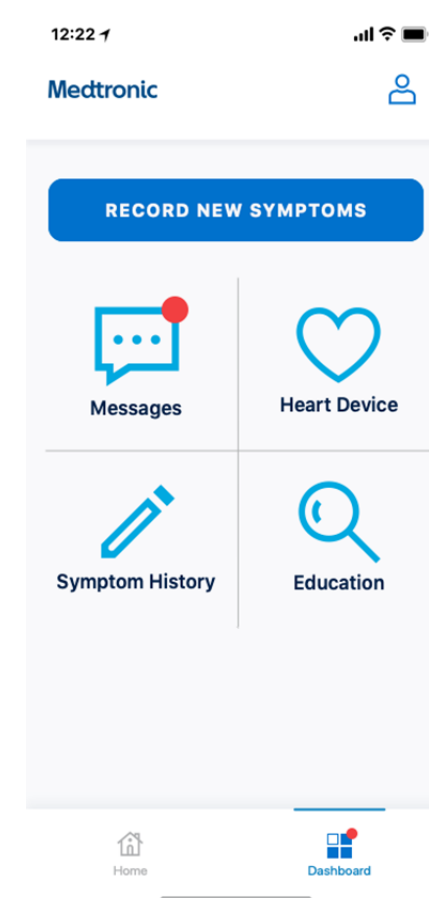 12:22
Medtronic
RECORD NEW SYMPTOMS
Messages
Heart Device
Symptom History
Education
Home
Dashboard